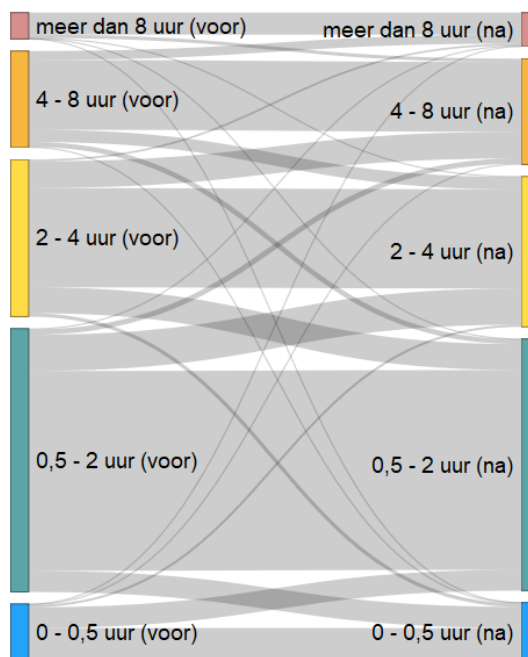 meer dan 8 uur (voor)
meer dan 8 uur (na)
4 - 8 uur (voor)
4 - 8 uur (na)
2 - 4 uur (voor)
2 - 4 uur (na)
0,5 - 2 uur (voor)
0,5 - 2 uur (na)
0 - 0,5 uur (voor)
0 - 0,5 uur (na)